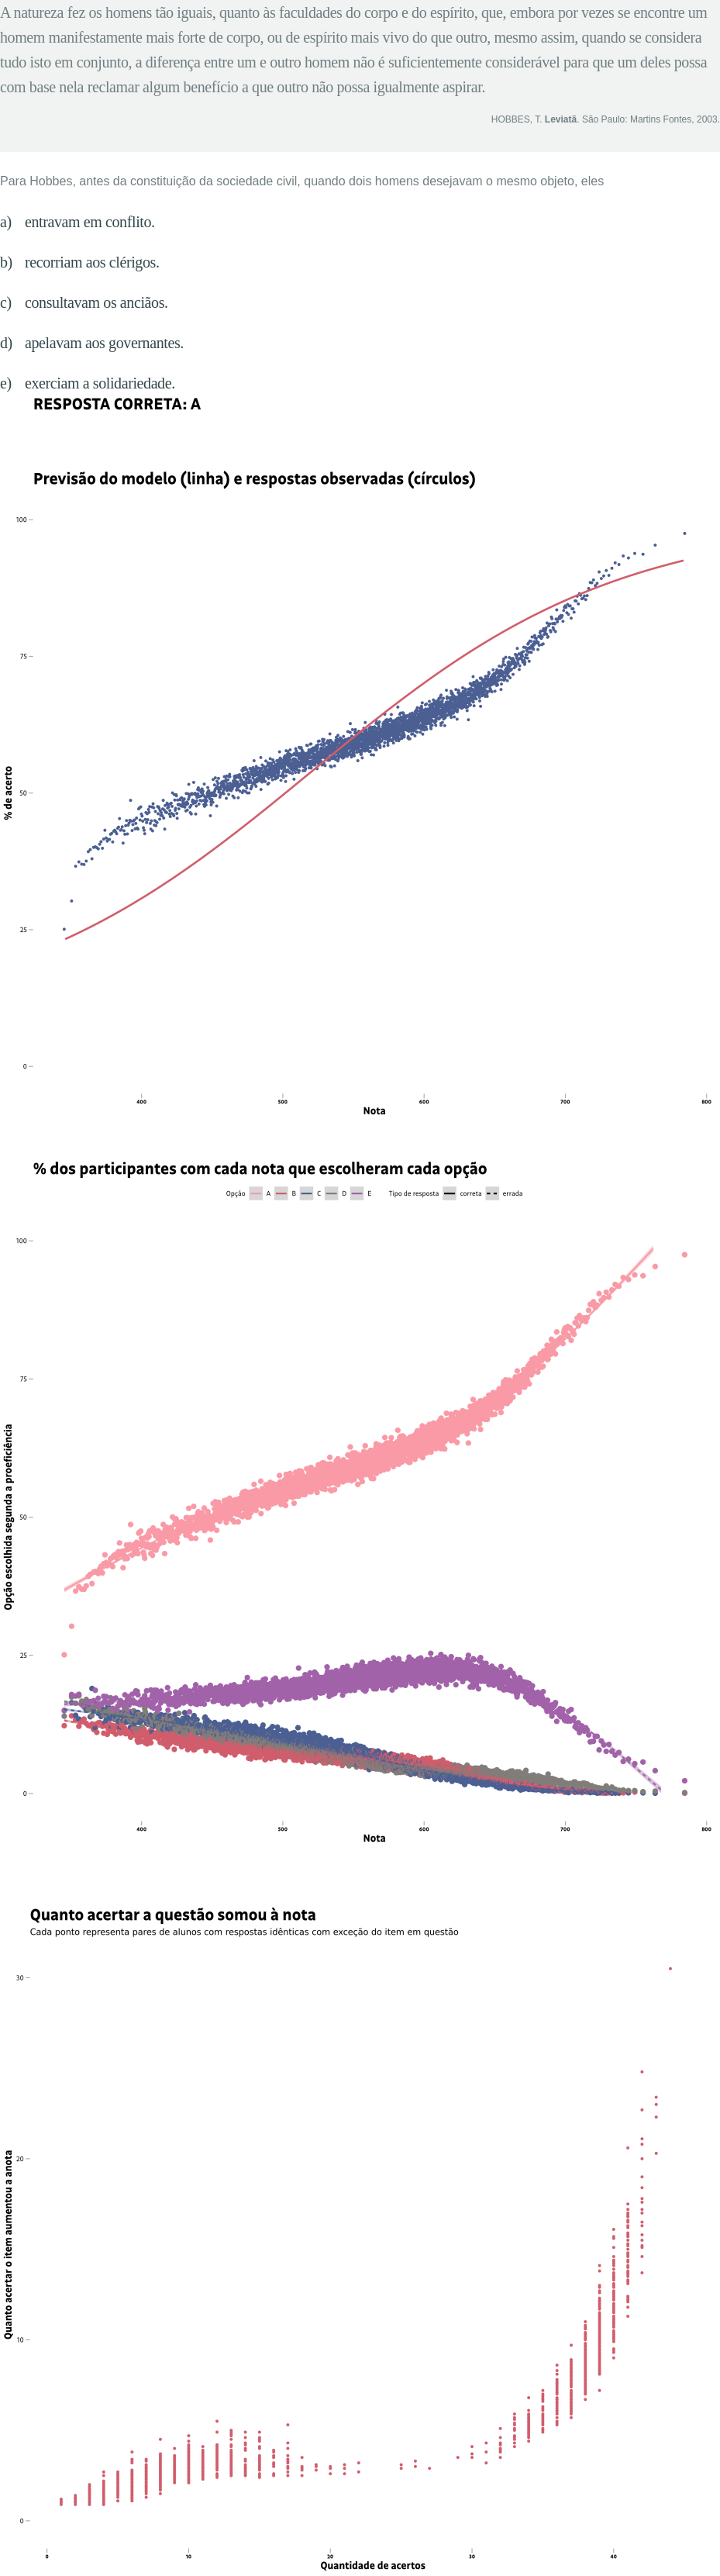 A natureza fez os homens tão iguais, quanto às faculdades do corpo e do espírito, que, embora por vezes se encontre um
homem manifestamente mais forte de corpo, ou de espírito mais vivo do que outro, mesmo assim, quando se considera
tudo isto em conjunto, a diferença entre um e outro homem não é suficientemente considerável para que um deles possa
com base nela reclamar algum benefício a que outro não possa igualmente aspirar.
HOBBES, T. Leviatã. São Paulo: Martins Fontes, 2003.
Para Hobbes, antes da constituição da sociedade civil, quando dois homens desejavam o mesmo objeto, eles
a) entravam em conflito.
b) recorriam aos clérigos.
c) consultavam os anciãos.
d) apelavam aos governantes.
e) exerciam a solidariedade.
RESPOSTA CORRETA: A
Previsão do modelo (linha) e respostas observadas (círculos)
100
75
50
25
0
% de acerto
400 500 600 700 800
Nota
% dos participantes com cada nota que escolheram cada opção
Opção A B C D E Tipo de resposta correta errada
100
75
50
25
0
Opção escolhida segunda a proeficiência
400 500 600 700 800
Nota
Quanto acertar a questão somou à nota
Cada ponto representa pares de alunos com respostas idênticas com exceção do item em questão
30
20
10
0
Quanto acertar o item aumentou a anota
0 10 20 30 40
Quantidade de acertos